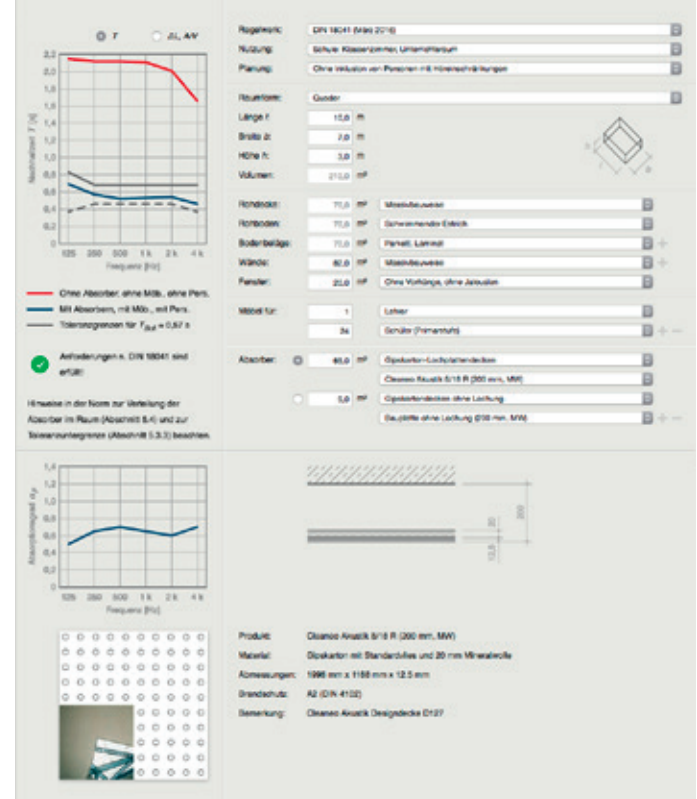 T
ΔL, A/V
2,2
2,0
1,8
1,6
1,4
1,2
1,0
0,8
0,6
0,4
0,2
0
Nachhallzeit T [s]
125 250 500 1 k 2 k 4 k
Frequenz [Hz]
Ohne Absorber, ohne Möb., ohne Pers.
Mit Absorbern, mit Möb., mit Pers.
Toleranzgrenzen für
Anforderungen n. DIN 18041 sind
erfüllt!
Hinweise in der Norm zur Verteilung der
Absorber im Raum (Abschnitt 5.4) und zur
Toleranzuntergrenze (Abschnitt 5.3.3) beachten.
Regelwerk: DIN 18041 (März 2016)
Nutzung: Schule: Klassenzimmer, Unterrichtsraum
Planung: Ohne Inklusion von Personen mit Höreinschränkungen
Raumform: Quader
Länge l: 10,0 m
Breite b: 7,0 m
Höhe h: 3,0 m
Volumen: 210,0 m³
Rohdecke: 70,0 m² Massivbauweise
Rohboden: 70,0 m² Schwimmender Estrich
Bodenbeläge: 70,0 m² Parkett, Laminat
Wände: 82,0 m² Massivbauweise
Fenster: 20,0 m² Ohne Vorhänge, ohne Jalousien
Möbel für: 1 Lehrer
24 Schüler (Primarstufe)
Absorber: m² Gipskarton-Lochplattendecken
Cleaneo Akustik 8/18 R (200 mm, MW)
m² Gipskartondecken ohne Lochung
Bauplatte ohne Lochung (200 mm, MW)
1,4
1,2
1,0
0,8
0,6
0,4
0,2
0
Absorptionsgrad αp
125 250 500 1 k 2 k 4 k
Frequenz [Hz]
20
200
12,5
Produkt: Cleaneo Akustik 8/18 R (200 mm, MW)
Material: Gipskarton mit Standardvlies und 20 mm Mineralwolle
Abmessungen: 1998 mm x 1188 mm x 12.5 mm
Brandschutz: A2 (DIN 4102)
Bemerkung: Cleaneo Akustik Designdecke D127